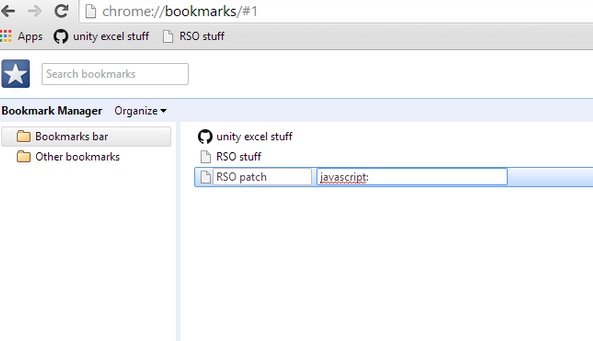 chrome://bookmarks/#1
Apps unity excel stuff RSO stuff
Search bookmarks
Bookmark Manager Organize
Bookmarks bar unity excel stuff
Other bookmarks RSO stuff
RSO patch javascript: